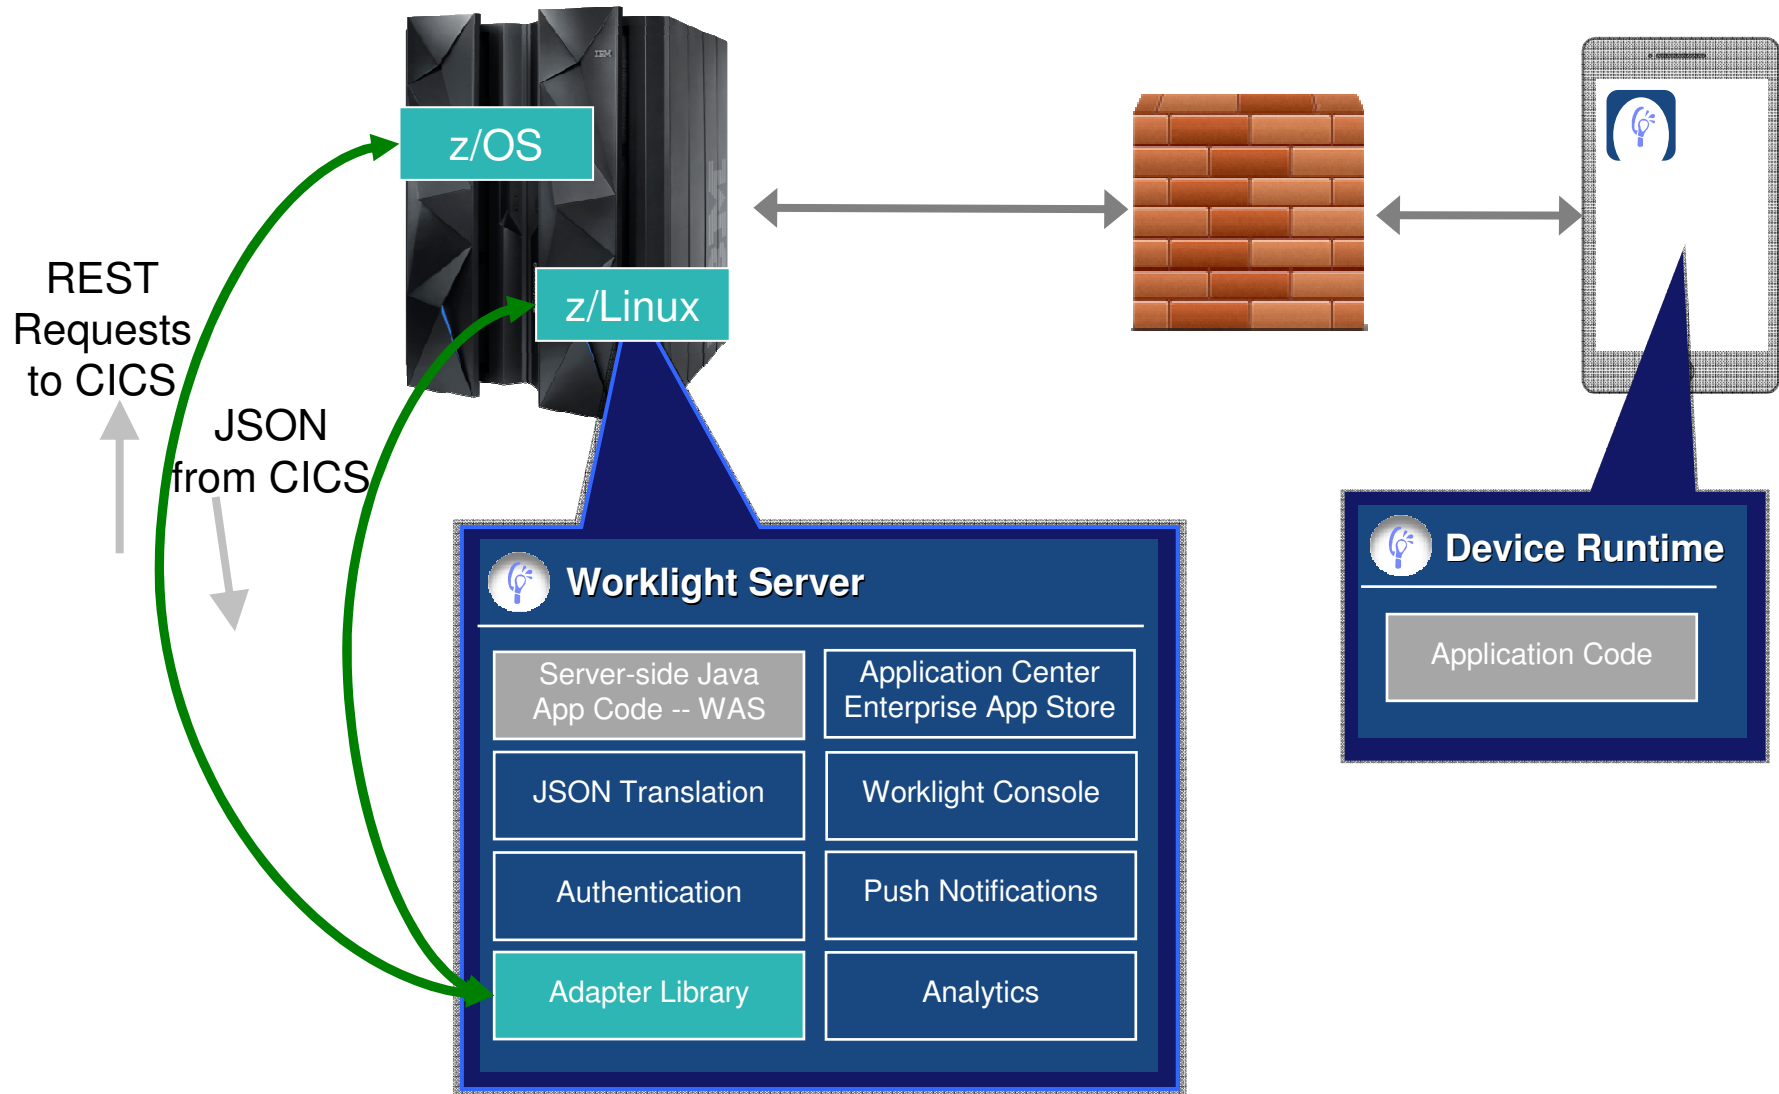 IBM
z/OS
z/Linux
REST
Requests
to CICS
JSON
from CICS
Worklight Server
Server-side Java
App Code -- WAS
Application Center
Enterprise App Store
JSON Translation
Worklight Console
Authentication
Push Notifications
Adapter Library
Analytics
Device Runtime
Application Code